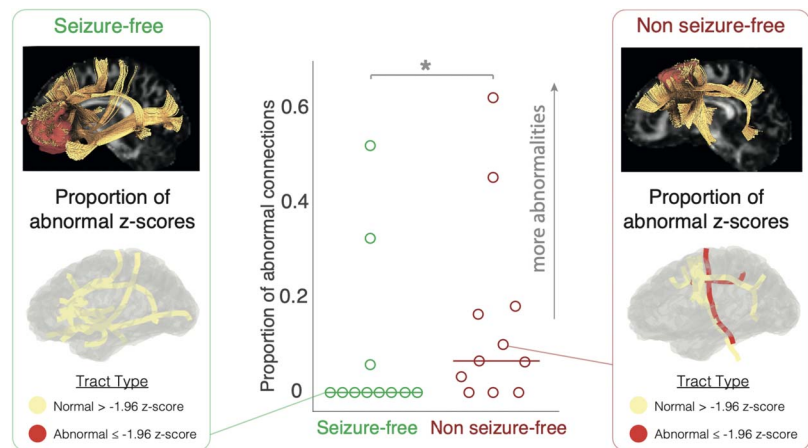 Seizure-free
Proportion of
abnormal z-scores
Tract Type
Normal > -1.96 z-score
Abnormal ≤ -1.96 z-score
Proportion of abnormal connections
0.6
0.4
0.2
0
*
more abnormalities
Seizure-free
Non seizure-free
Non seizure-free
Proportion of
abnormal z-scores
Tract Type
Normal > -1.96 z-score
Abnormal ≤ -1.96 z-score